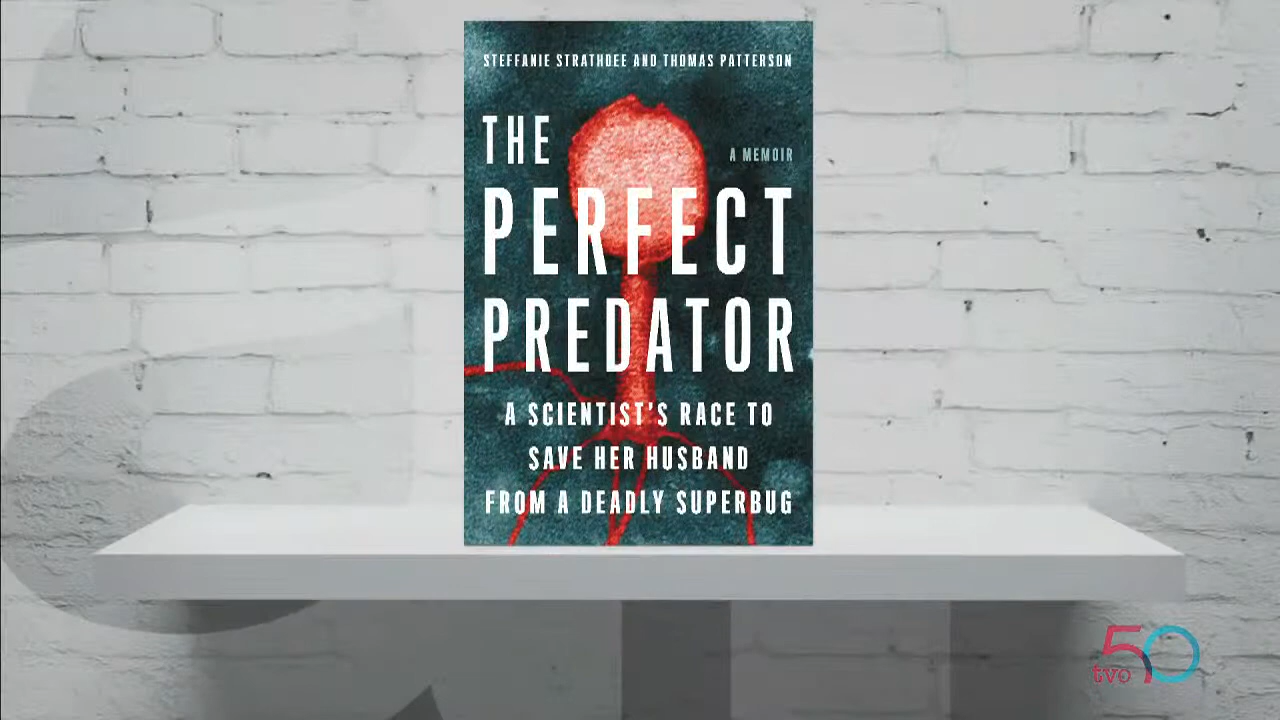 STEFFANIE STRATHDEE AND THOMAS PATTERSON
THE
A MEMOIR
PERFECT
PREDATOR
A SCIENTIST'S RACE TO
SAVE HER HUSBAND
FROM A DEADLY SUPERBUG
50
tvo